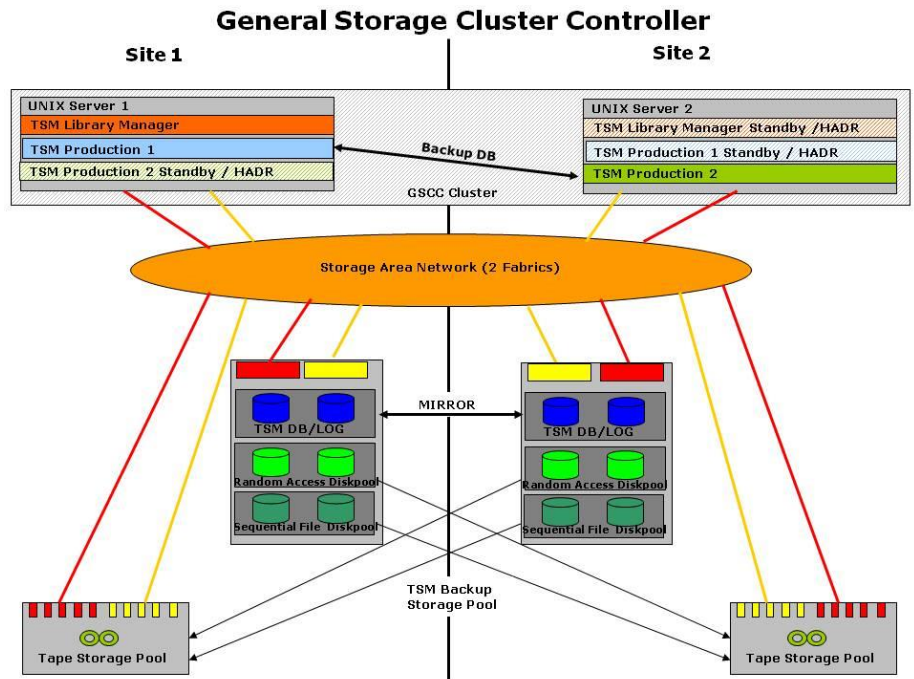 General Storage Cluster Controller
Site 1
Site 2
UNIX Server 1
TSM Library Manager
TSM Production 1
TSM Production 2 Standby / HADR
Backup DB
UNIX Server 2
TSM Library Manager Standby /HADR
TSM Production 1 Standby / HADR
TSM Production 2
GSCC Cluster
Storage Area Network (2 Fabrics)
TSM DB/LOG
Random Access Diskpool
Sequential File Diskpool
MIRROR
TSM DB/LOG
Random Access Diskpool
Sequential File Diskpool
TSM Backup
Storage Pool
Tape Storage Pool
Tape Storage Pool